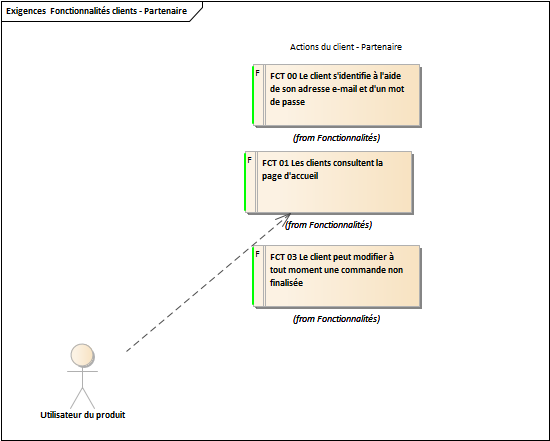 Exigences Fonctionnalités clients - Partenaire
Actions du client - Partenaire
F
FCT 00 Le client s'identifie à l'aide
de son adresse e-mail et d'un mot
de passe
(from Fonctionnalités)
F
FCT 01 Les clients consultent la
page d'accueil
(from Fonctionnalités)
F
FCT 03 Le client peut modifier à
tout moment une commande non
finalisée
(from Fonctionnalités)
Utilisateur du produit